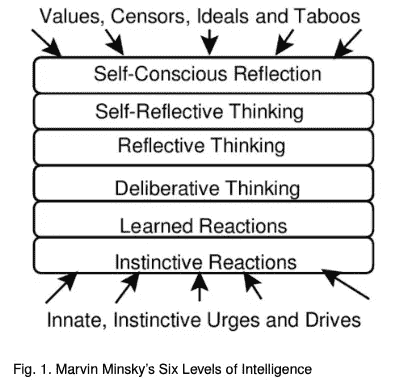 Values, Censors, Ideals and Taboos
Self-Conscious Reflection
Self-Reflective Thinking
Reflective Thinking
Deliberative Thinking
Learned Reactions
Instinctive Reactions
Innate, Instinctive Urges and Drives
Fig. 1. Marvin Minsky's Six Levels of Intelligence